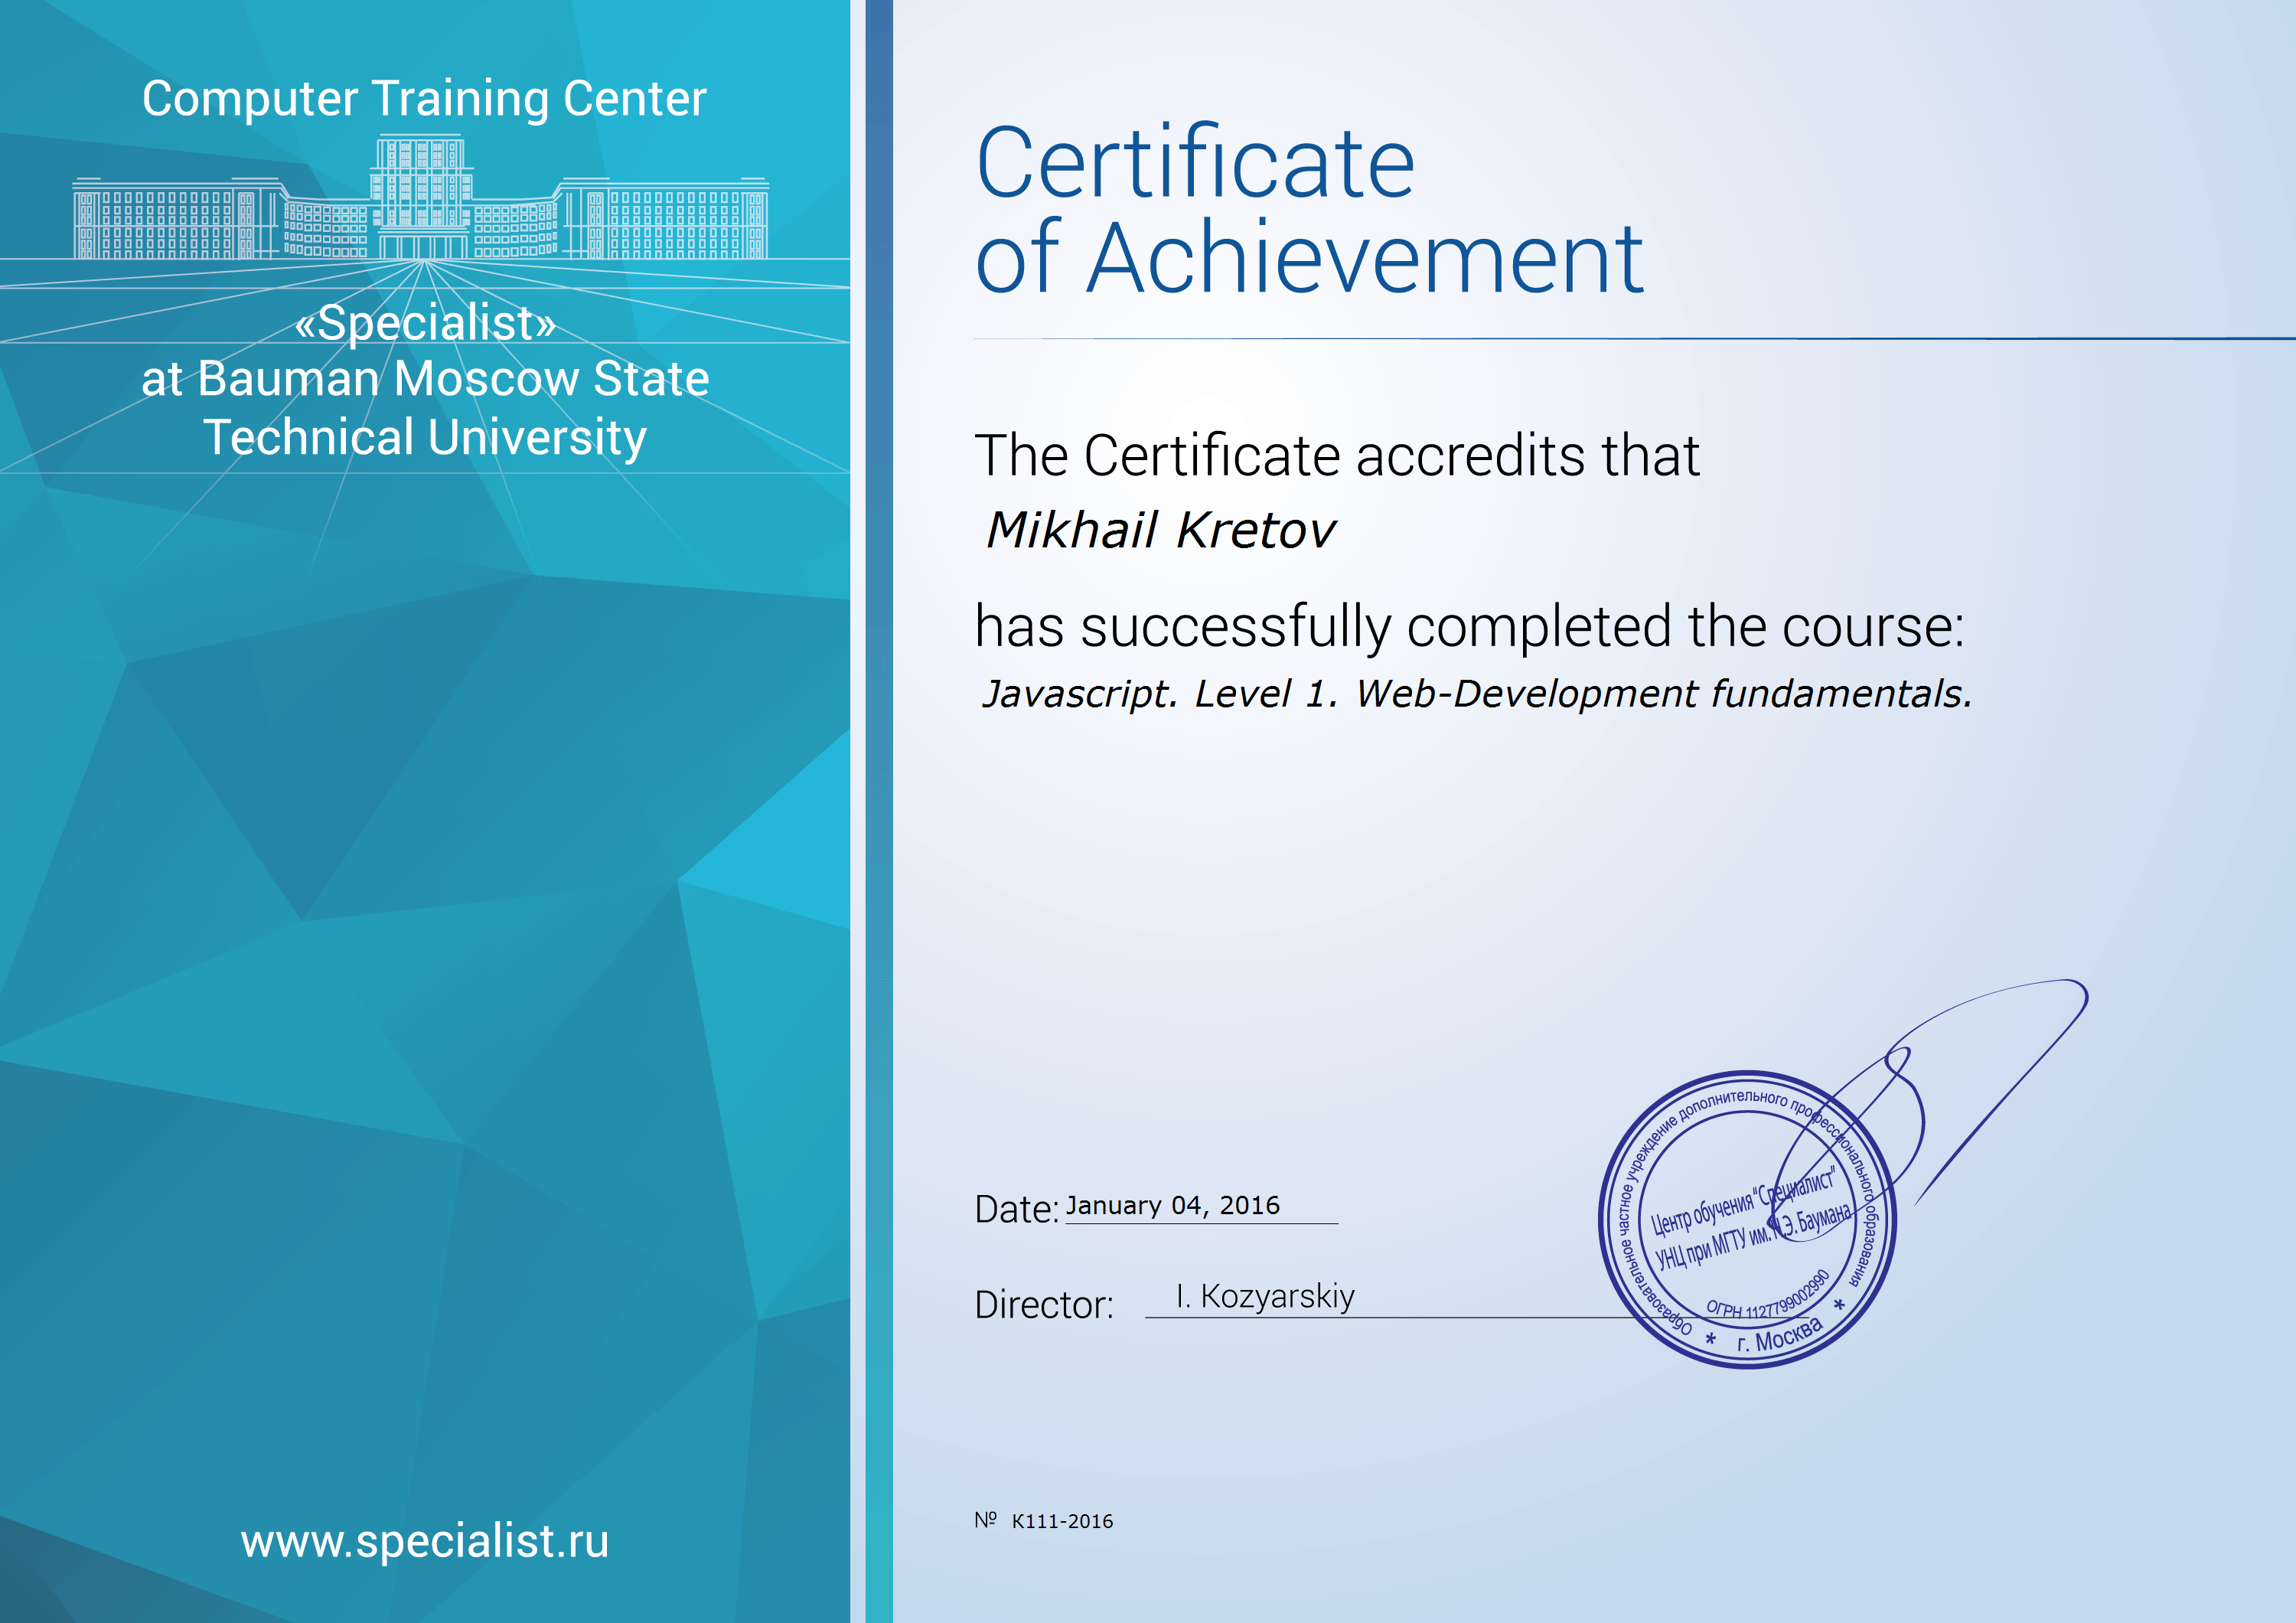 Computer Training Center
«Specialist»
at Bauman Moscow State
Technical University
www.specialist.ru
Certificate
of Achievement
The Certificate accredits that
Mikhail Kretov
has successfully completed the course:
Javascript. Level 1. Web-Development fundamentals.
Date: January 04, 2016
Director: I. Kozyarskiy
Образовательное частное учреждение дополнительного профессионального образования
Центр обучения "Специалист"
УНЦ при МГТУ им. Н.Э. Баумана
ОГРН 1127799002990
* г. Москва *
№ K111-2016